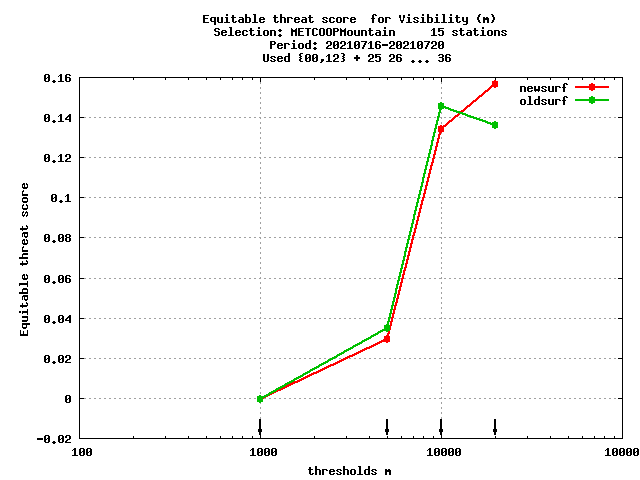 Equitable threat score  for Visibility (m)
Selection: METCOOPMountain     15 stations
Period: 20210716-20210720
Used {00,12} + 25 26 ... 36
newsurf
oldsurf
Equitable threat score
0.16
0.14
0.12
0.1
0.08
0.06
0.04
0.02
0
-0.02
100 1000 10000 100000
thresholds m